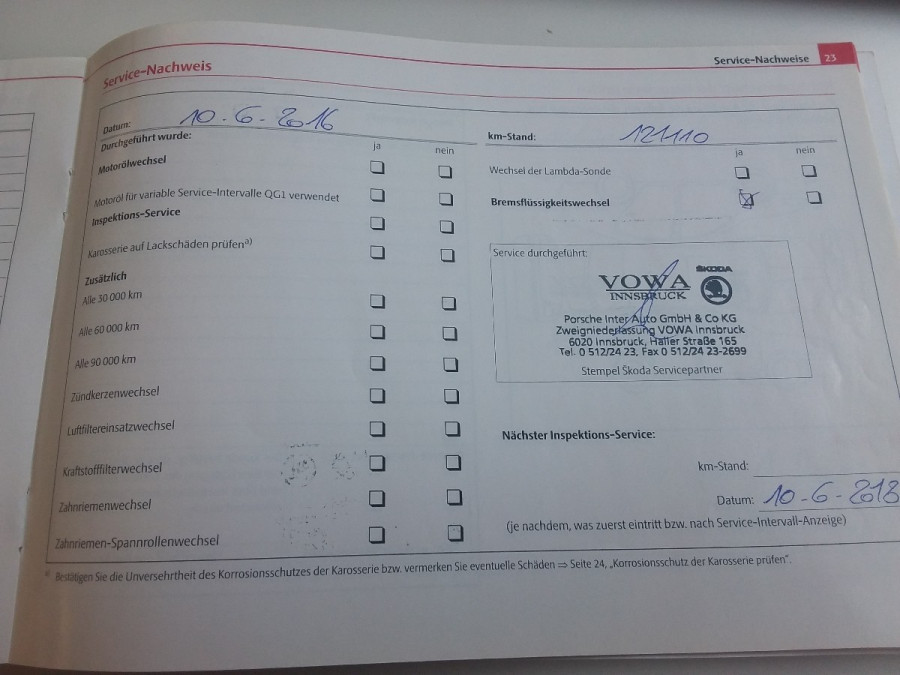 Service-Nachweis
Service-Nachweise 23
Datum: 10-6-2016
Durchgeführt wurde:
ja nein
Motorölwechsel
Motoröl für variable Service-Intervalle QG1 verwendet
Inspektions-Service
Karosserie auf Lackschäden prüfen a)
Zusätzlich
Alle 30 000 km
Alle 60 000 km
Alle 90 000 km
Zündkerzenwechsel
Luftfiltereinsatzwechsel
Kraftstofffilterwechsel
Zahnriemenwechsel
Zahnriemen-Spannrollenwechsel
km-Stand: 121110
ja nein
Wechsel der Lambda-Sonde
Bremsflüssigkeitswechsel
Service durchgeführt:
VOWA
INNSBRUCK
ŠKODA
Porsche Inter Auto GmbH & Co KG
Zweigniederlassung VOWA Innsbruck
6020 Innsbruck, Haller Straße 165
Tel. 0 512/24 23, Fax 0 512/24 23-2699
Stempel Škoda Servicepartner
Nächster Inspektions-Service:
km-Stand:
Datum: 10-6-2018
(je nachdem, was zuerst eintritt bzw. nach Service-Intervall-Anzeige)
a) Bestätigen Sie die Unversehrtheit des Korrosionsschutzes der Karosserie bzw. vermerken Sie eventuelle Schäden ⇒ Seite 24, „Korrosionsschutz der Karosserie prüfen“.